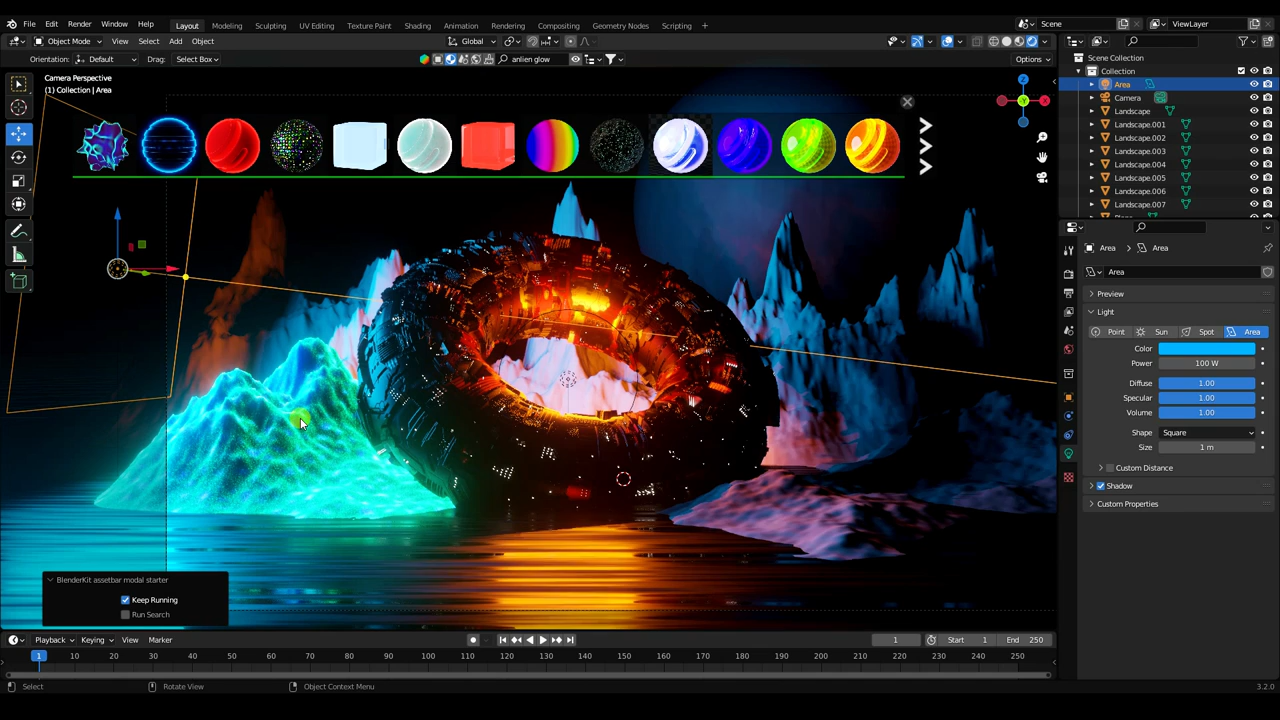 File Edit Render Window Help Layout Modeling Sculpting UV Editing Texture Paint Shading Animation Rendering Compositing Geometry Nodes Scripting + Scene ViewLayer
Object Mode View Select Add Object Global
Orientation: Default Drag: Select Box anlien glow Options
Camera Perspective
(1) Collection | Area
Scene Collection
Collection
Area
Camera
Landscape
Landscape.001
Landscape.002
Landscape.003
Landscape.004
Landscape.005
Landscape.006
Landscape.007
Z
Y
X
Area Area
Area
Preview
Light
Point Sun Spot Area
Color
Power 100 W
Diffuse 1.00
Specular 1.00
Volume 1.00
Shape Square
Size 1 m
Custom Distance
Shadow
Custom Properties
BlenderKit assetbar modal starter
Keep Running
Run Search
Playback Keying View Marker 1 Start 1 End 250
1 10 20 30 40 50 60 70 80 90 100 110 120 130 140 150 160 170 180 190 200 210 220 230 240 250
Select Rotate View Object Context Menu 3.2.0